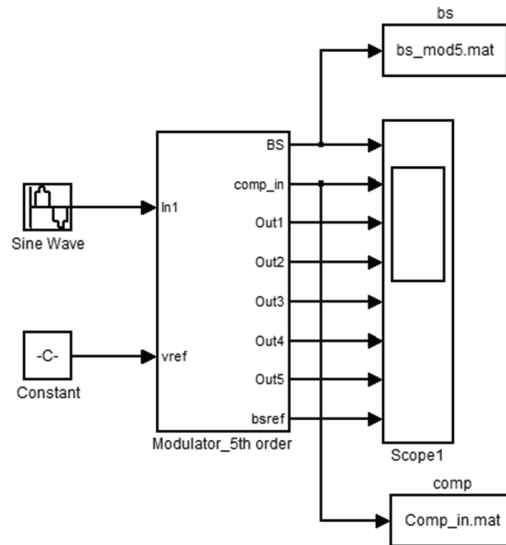 bs
bs_mod5.mat
BS
comp_in
In1
Out1
Out2
Sine Wave
Out3
Out4
-C-
vref
Out5
Constant
bsref
Modulator_5th order
Scope1
comp
Comp_in.mat